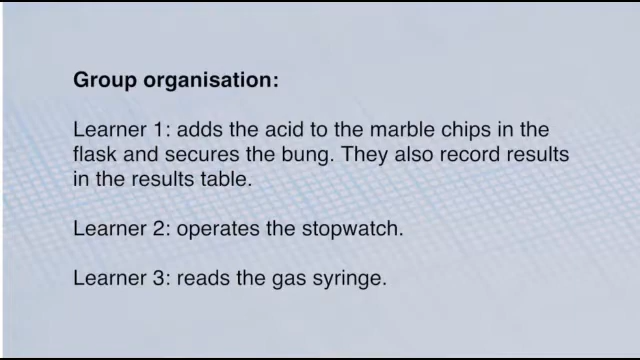 Group organisation:
Learner 1: adds the acid to the marble chips in the
flask and secures the bung. They also record results
in the results table.
Learner 2: operates the stopwatch.
Learner 3: reads the gas syringe.